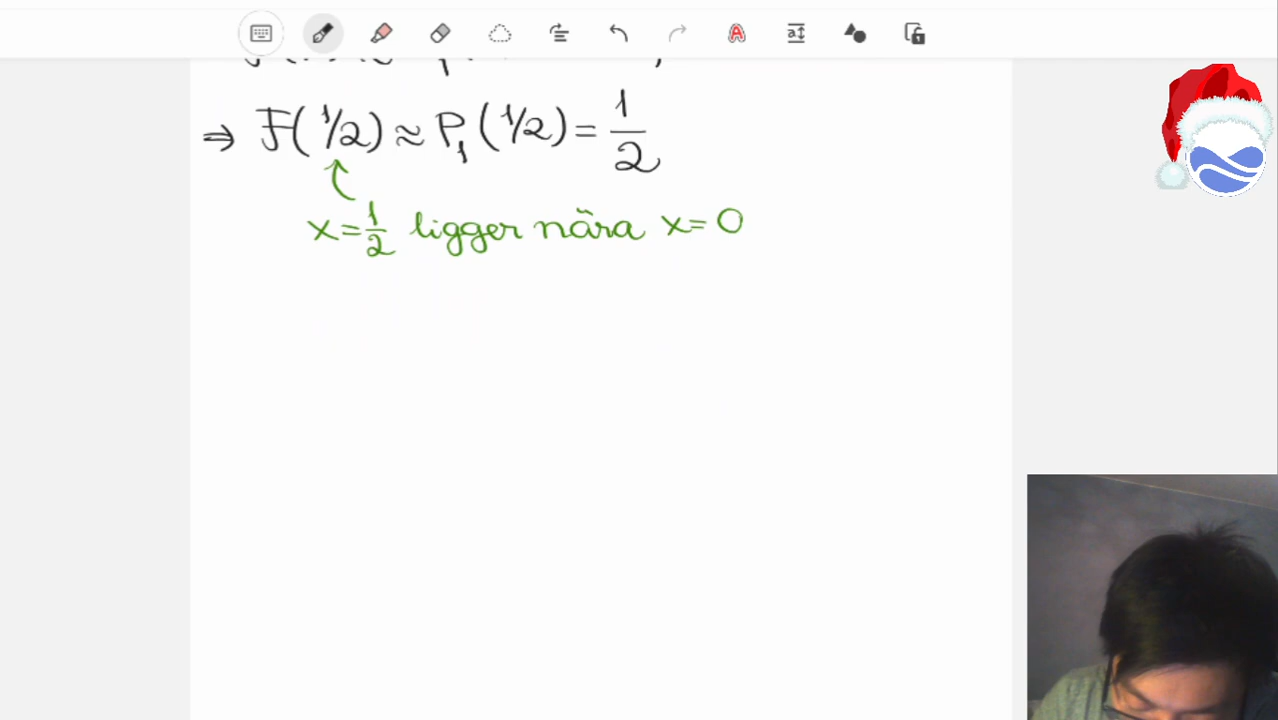 ⇒ F(1/2) ≈ P₁(1/2) = 1/2
x = 1/2 ligger nära x = 0